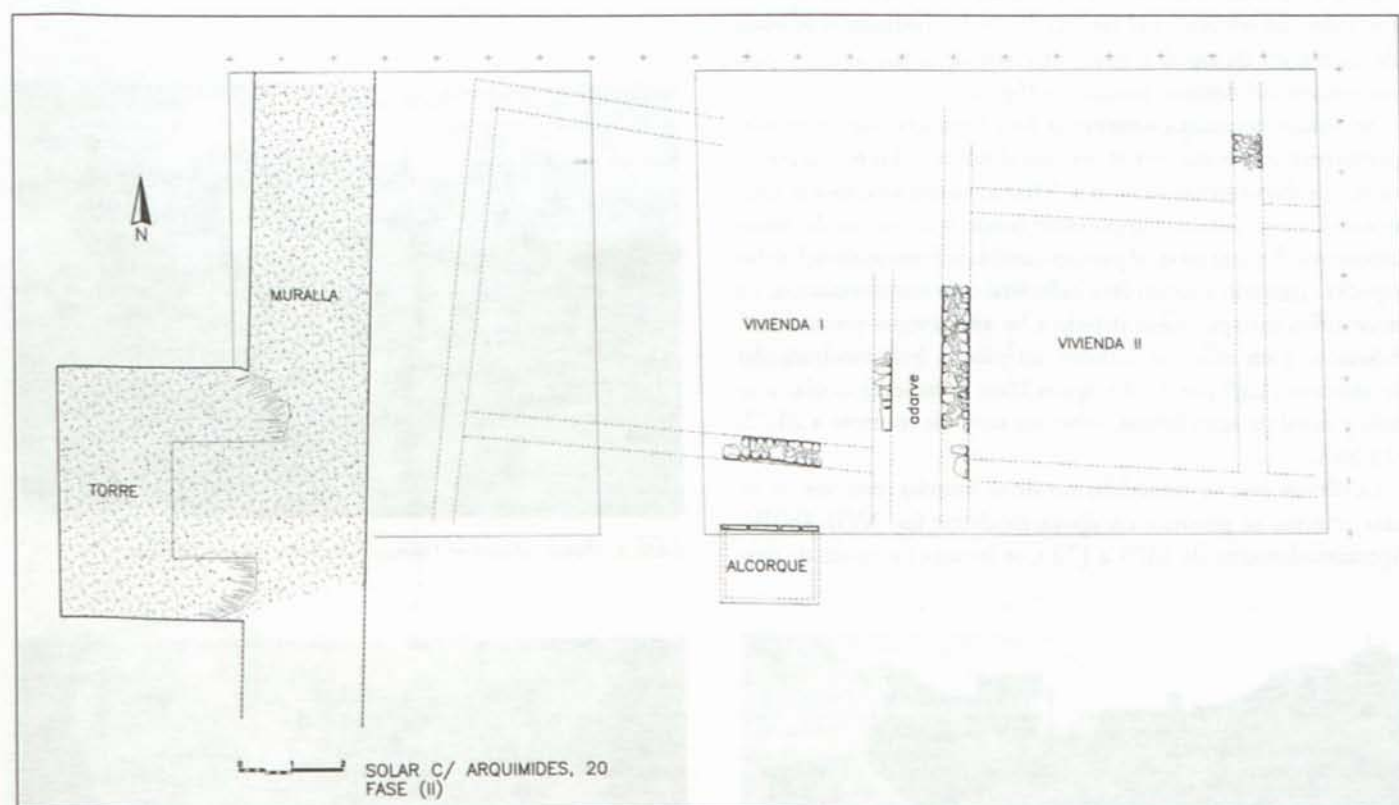 N
MURALLA
VIVIENDA I
adarve
VIVIENDA II
TORRE
ALCORQUE
SOLAR C/ ARQUIMIDES, 20
FASE (II)